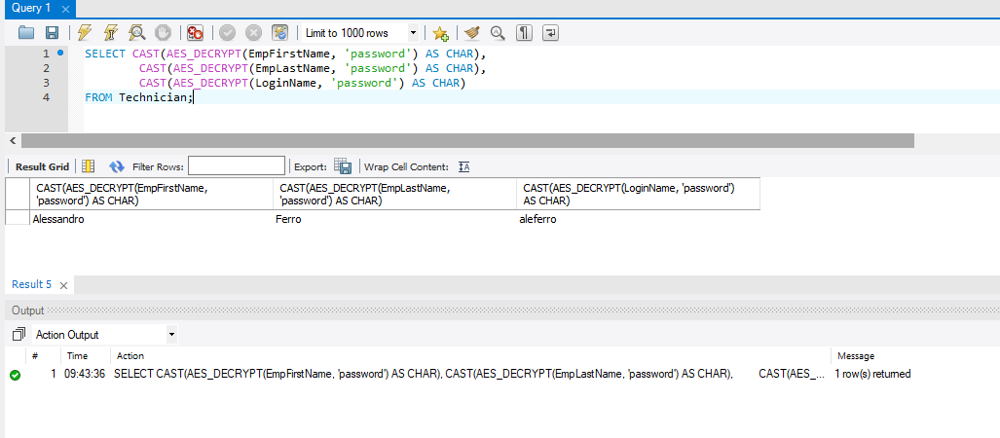 Query 1
Limit to 1000 rows
1 SELECT CAST(AES_DECRYPT(EmpFirstName, 'password') AS CHAR),
2 CAST(AES_DECRYPT(EmpLastName, 'password') AS CHAR),
3 CAST(AES_DECRYPT(LoginName, 'password') AS CHAR)
4 FROM Technician;
Result Grid Filter Rows: Export: Wrap Cell Content:
CAST(AES_DECRYPT(EmpFirstName, 'password') AS CHAR) CAST(AES_DECRYPT(EmpLastName, 'password') AS CHAR) CAST(AES_DECRYPT(LoginName, 'password') AS CHAR)
Alessandro Ferro aleferro
Result 5
Output
Action Output
# Time Action Message
1 09:43:36 SELECT CAST(AES_DECRYPT(EmpFirstName, 'password') AS CHAR), CAST(AES_DECRYPT(EmpLastName, 'password') AS CHAR), CAST(AES_... 1 row(s) returned